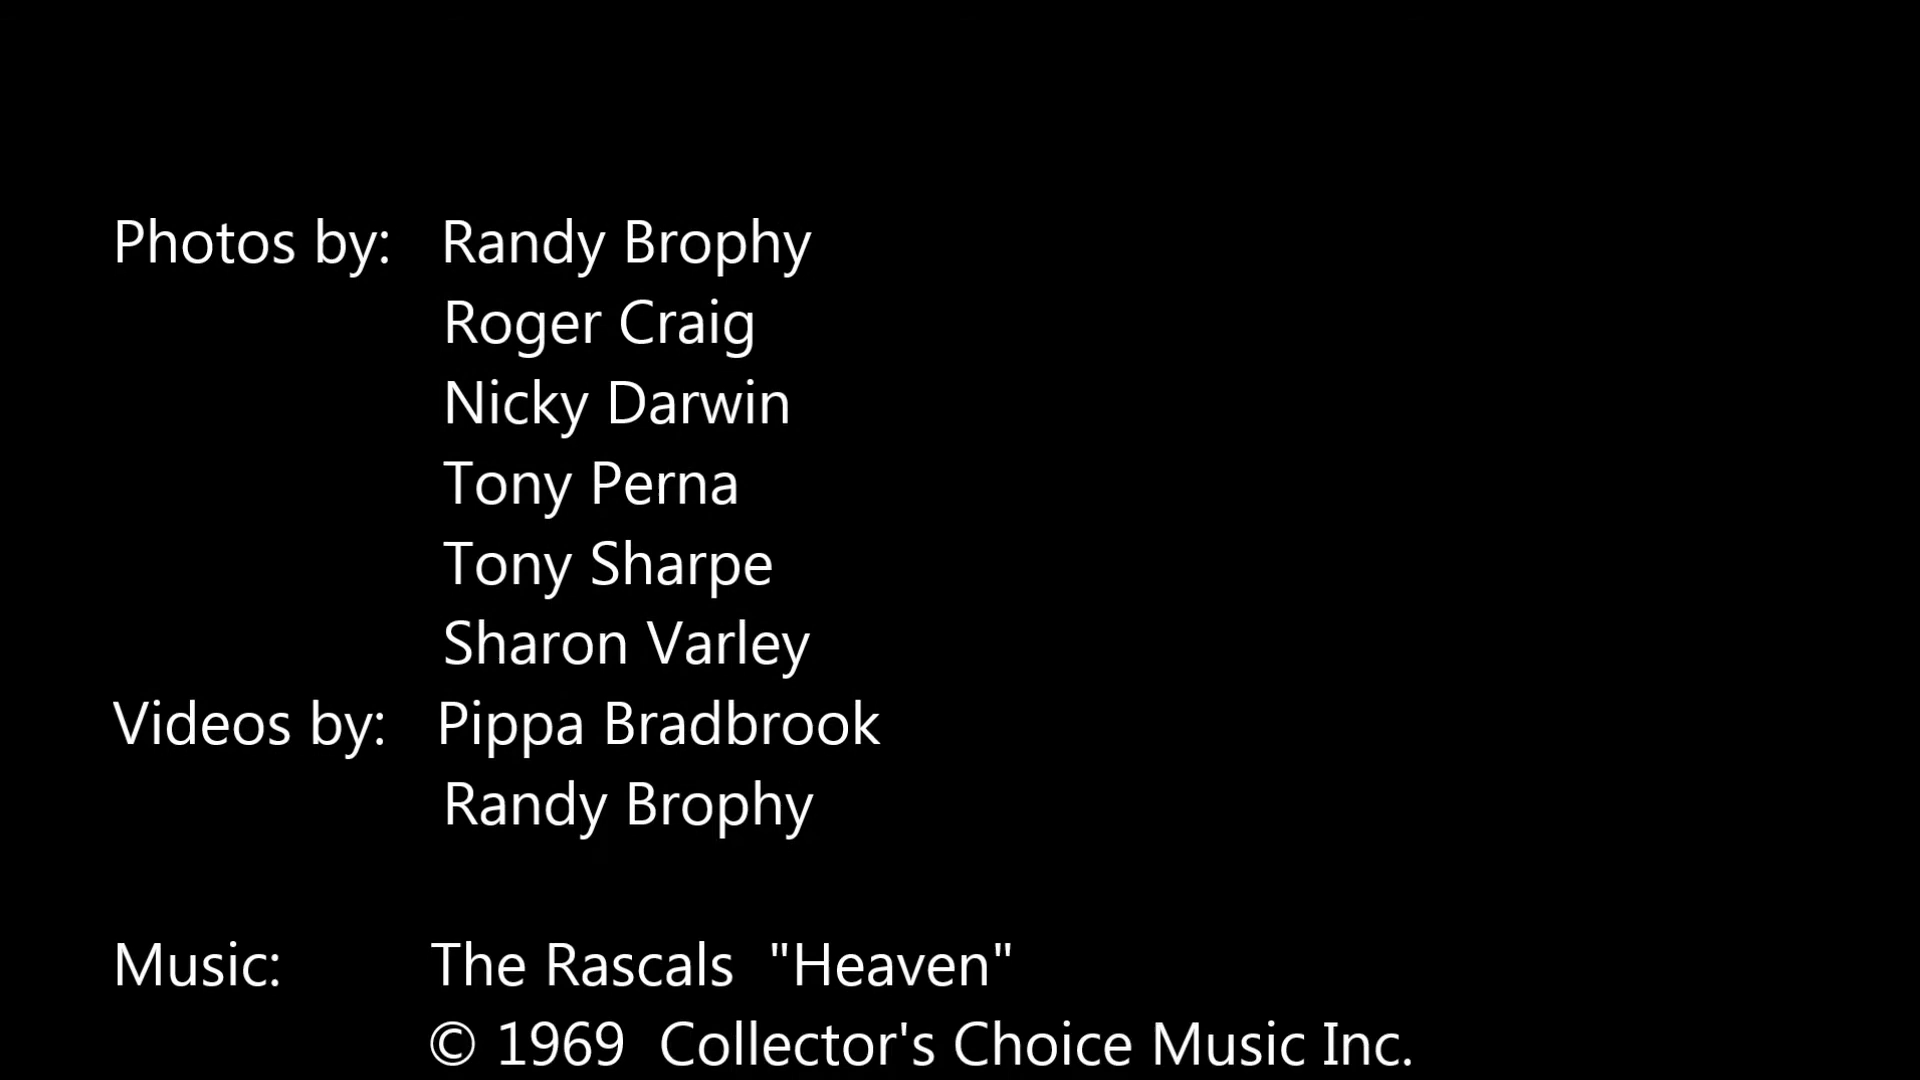 Photos by: Randy Brophy
Roger Craig
Nicky Darwin
Tony Perna
Tony Sharpe
Sharon Varley
Videos by: Pippa Bradbrook
Randy Brophy
Music: The Rascals "Heaven"
© 1969 Collector's Choice Music Inc.